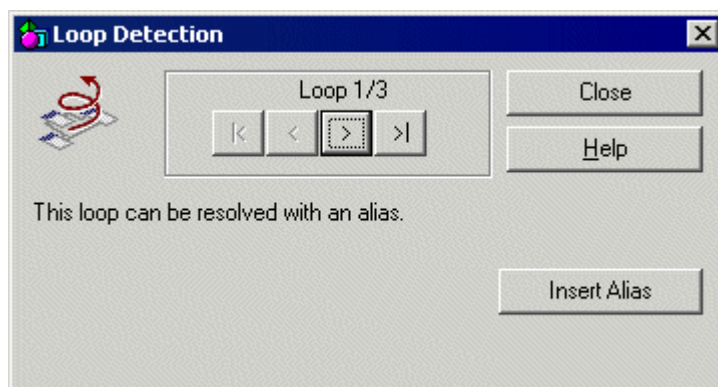 Loop Detection
Loop 1/3
|< < > >|
Close
Help
This loop can be resolved with an alias.
Insert Alias